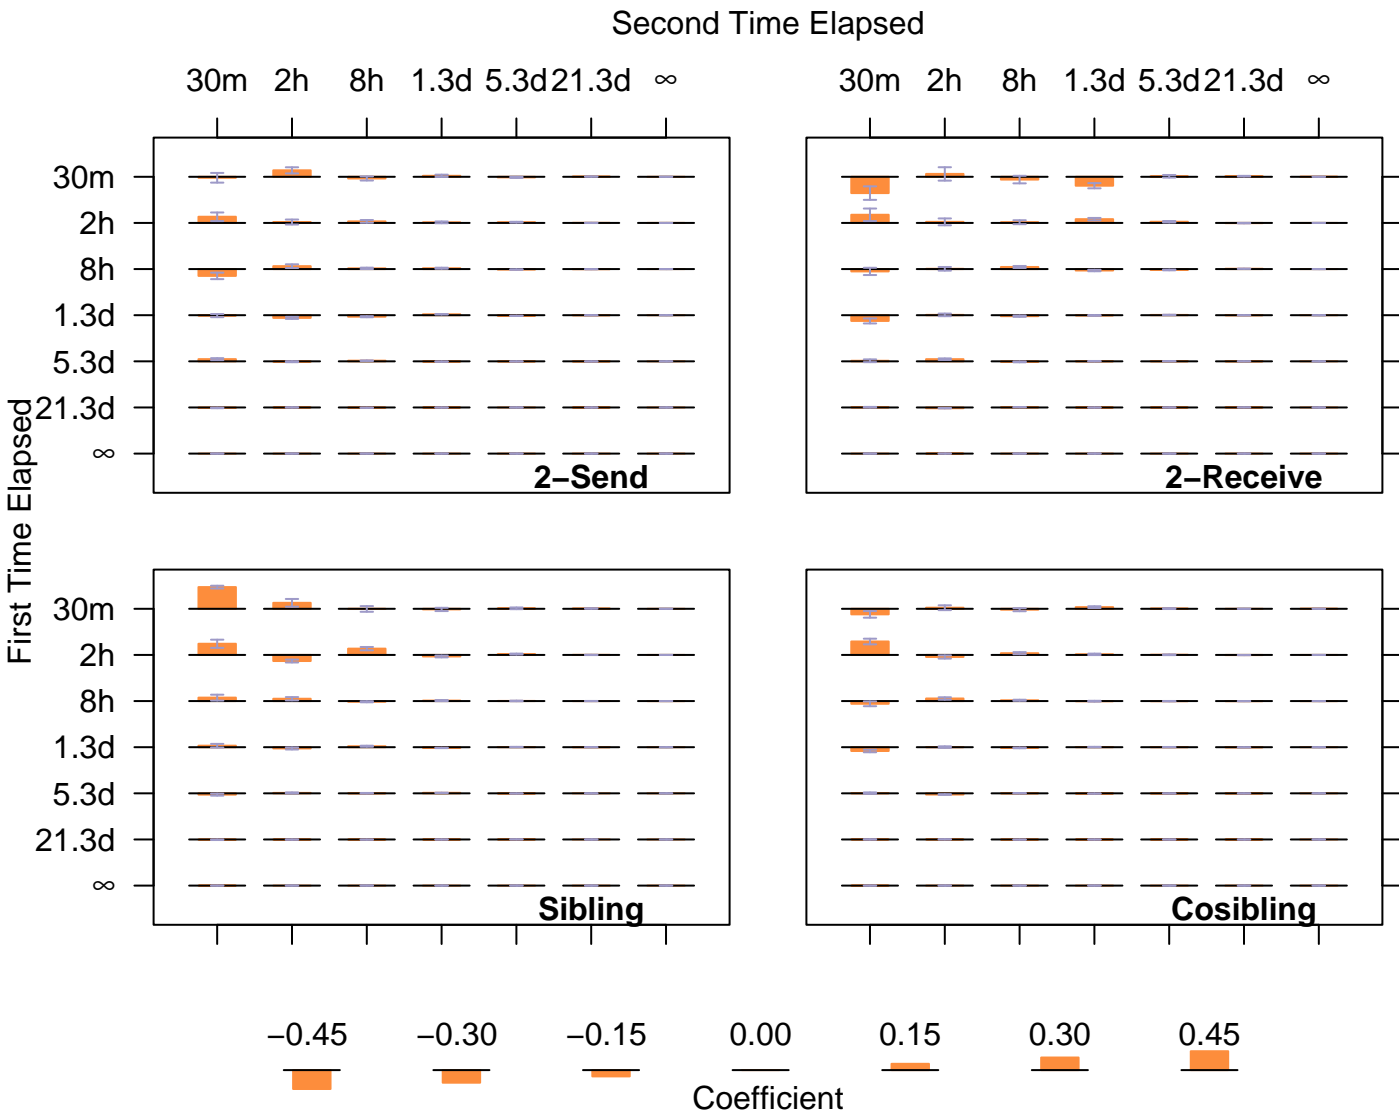 Second Time Elapsed
30m 2h 8h 1.3d 5.3d 21.3d ∞
30m 2h 8h 1.3d 5.3d 21.3d ∞
First Time Elapsed
30m
2h
8h
1.3d
5.3d
21.3d
∞
2−Send
2−Receive
30m
2h
8h
1.3d
5.3d
21.3d
∞
Sibling
Cosibling
−0.45 −0.30 −0.15 0.00 0.15 0.30 0.45
Coefficient